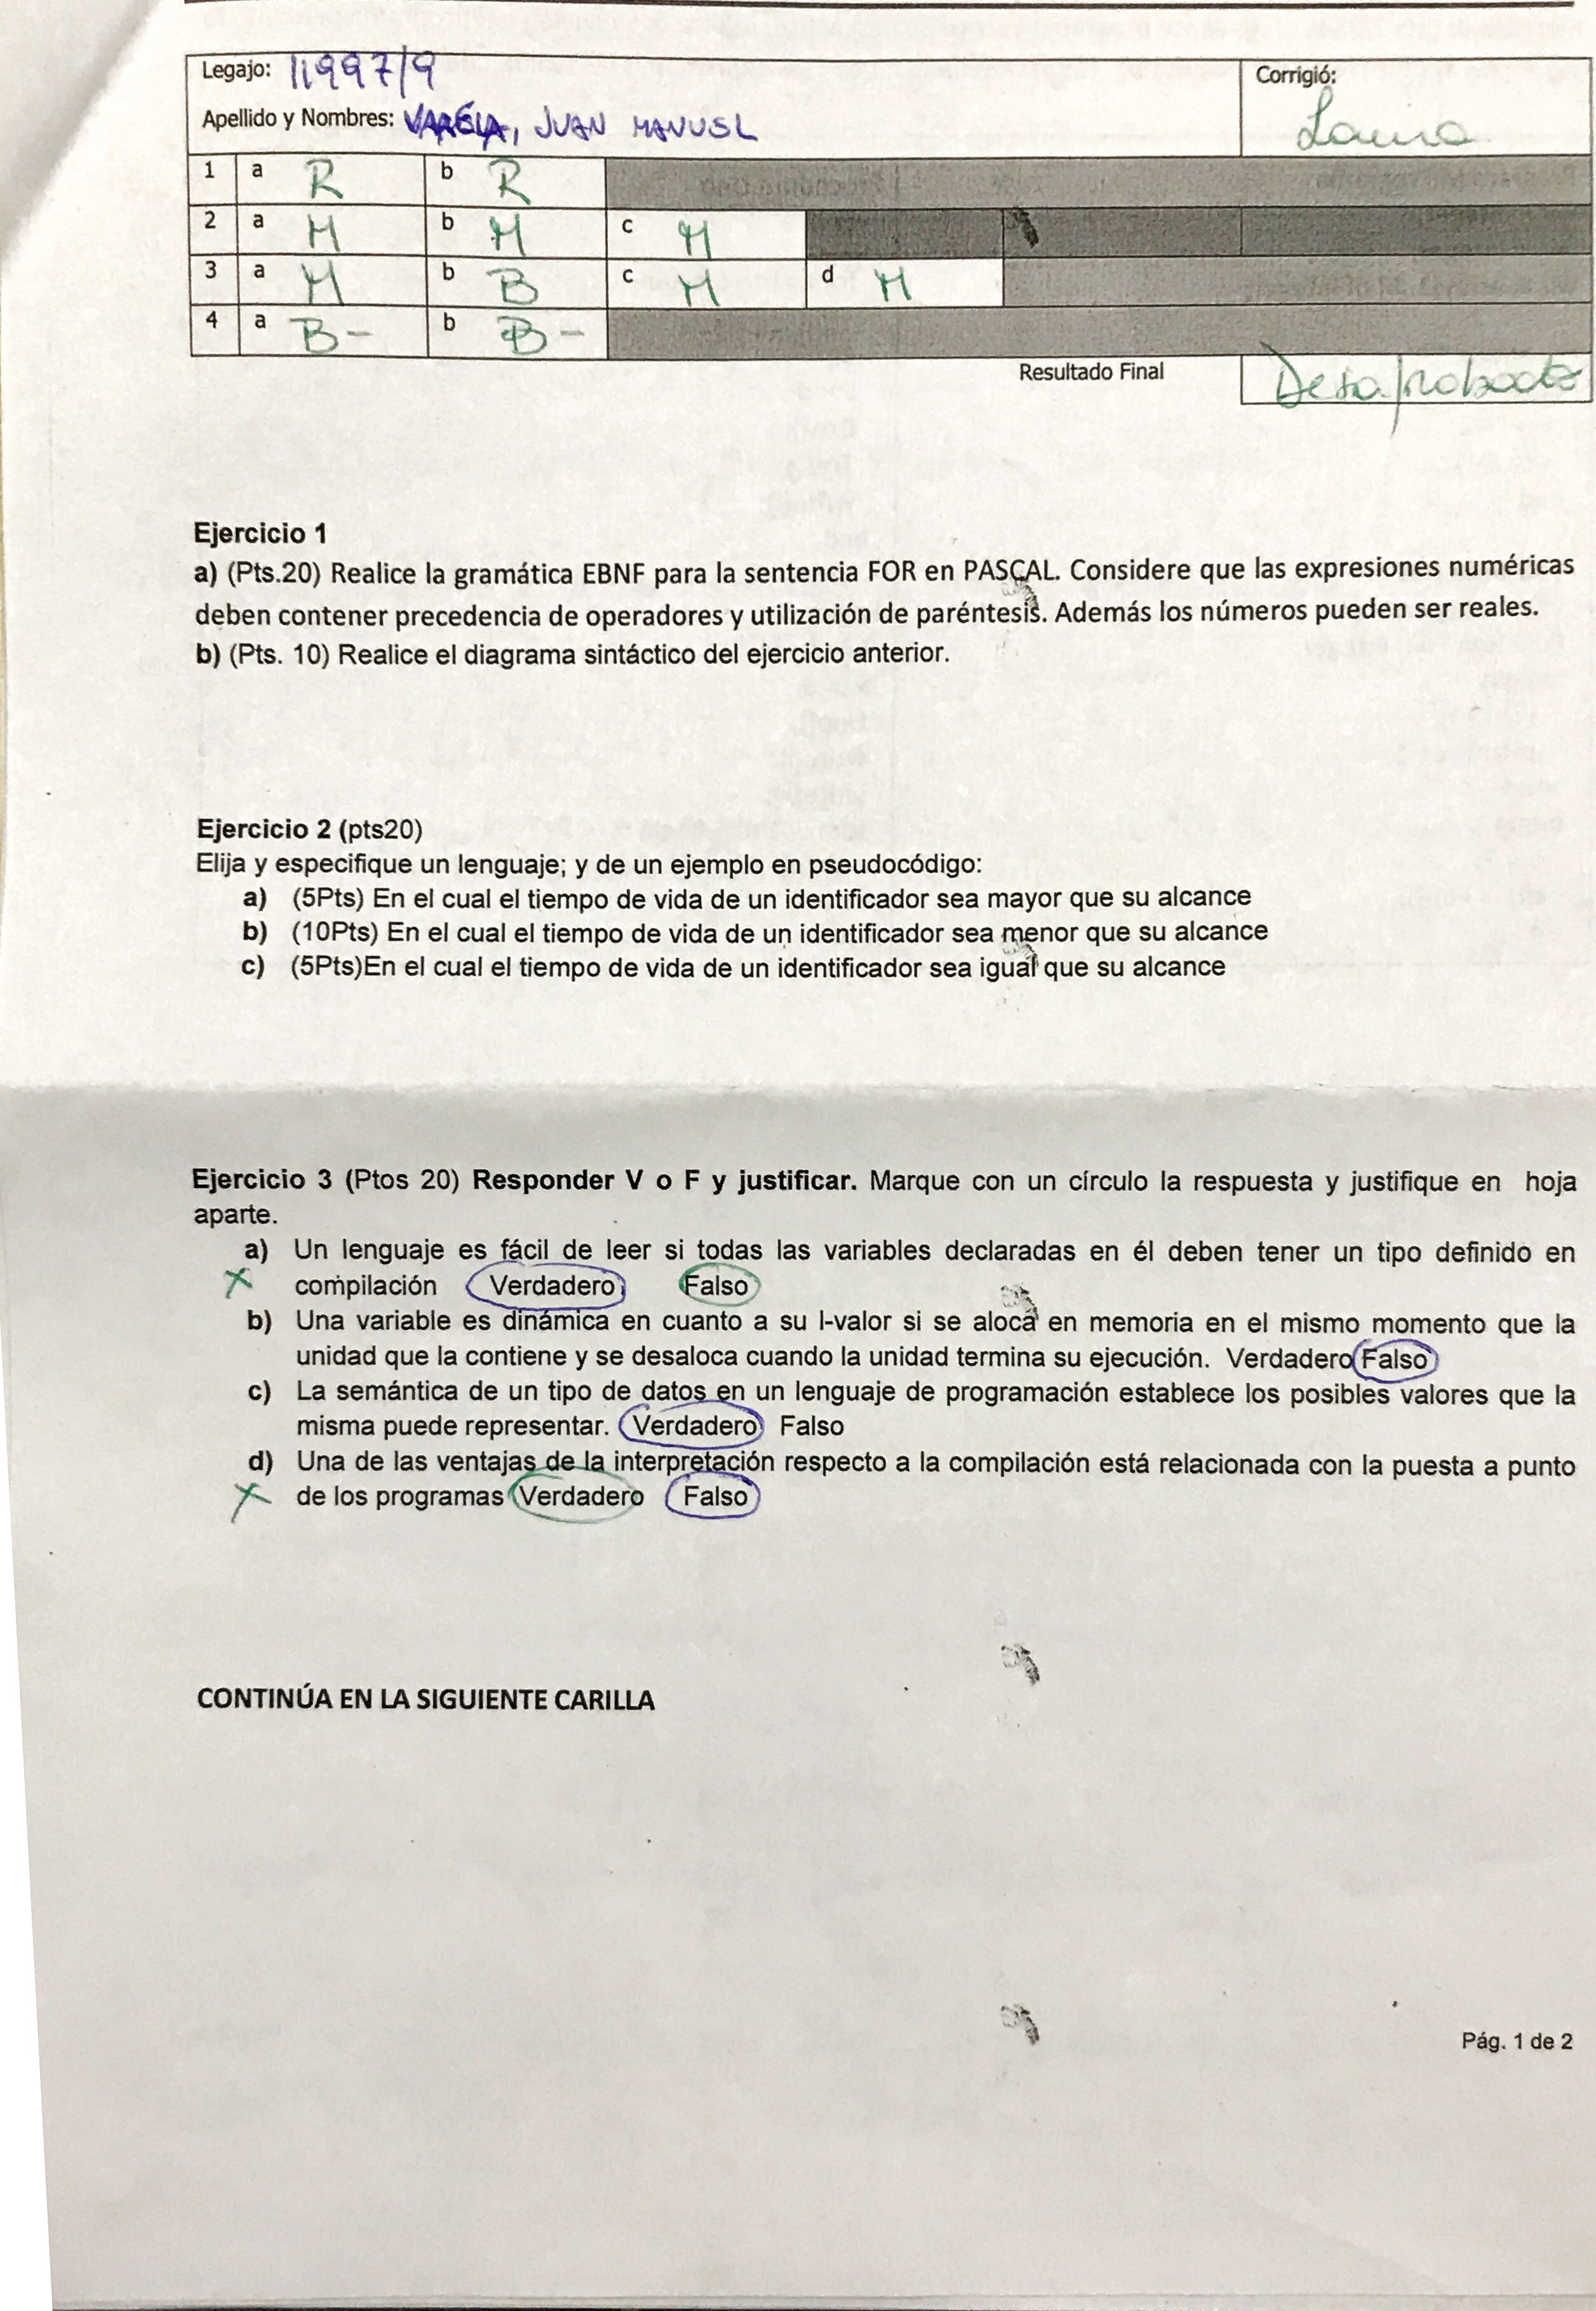 Legajo: 11997/9
Corrigió:
Apellido y Nombres: , JUAN MANUEL
Laura
1 a R b R
2 a M b M c M
3 a M b B c M d M
4 a B- b B-
Resultado Final Desaprobado
Ejercicio 1
a) (Pts.20) Realice la gramática EBNF para la sentencia FOR en PASCAL. Considere que las expresiones numéricas
deben contener precedencia de operadores y utilización de paréntesis. Además los números pueden ser reales.
b) (Pts. 10) Realice el diagrama sintáctico del ejercicio anterior.
Ejercicio 2 (pts20)
Elija y especifique un lenguaje; y de un ejemplo en pseudocódigo:
a) (5Pts) En el cual el tiempo de vida de un identificador sea mayor que su alcance
b) (10Pts) En el cual el tiempo de vida de un identificador sea menor que su alcance
c) (5Pts)En el cual el tiempo de vida de un identificador sea igual que su alcance
Ejercicio 3 (Ptos 20) Responder V o F y justificar. Marque con un círculo la respuesta y justifique en hoja
aparte.
a) Un lenguaje es fácil de leer si todas las variables declaradas en él deben tener un tipo definido en
compilación Verdadero Falso
b) Una variable es dinámica en cuanto a su l-valor si se aloca en memoria en el mismo momento que la
unidad que la contiene y se desaloca cuando la unidad termina su ejecución. Verdadero Falso
c) La semántica de un tipo de datos en un lenguaje de programación establece los posibles valores que la
misma puede representar. Verdadero Falso
d) Una de las ventajas de la interpretación respecto a la compilación está relacionada con la puesta a punto
de los programas Verdadero Falso
CONTINÚA EN LA SIGUIENTE CARILLA
Pág. 1 de 2